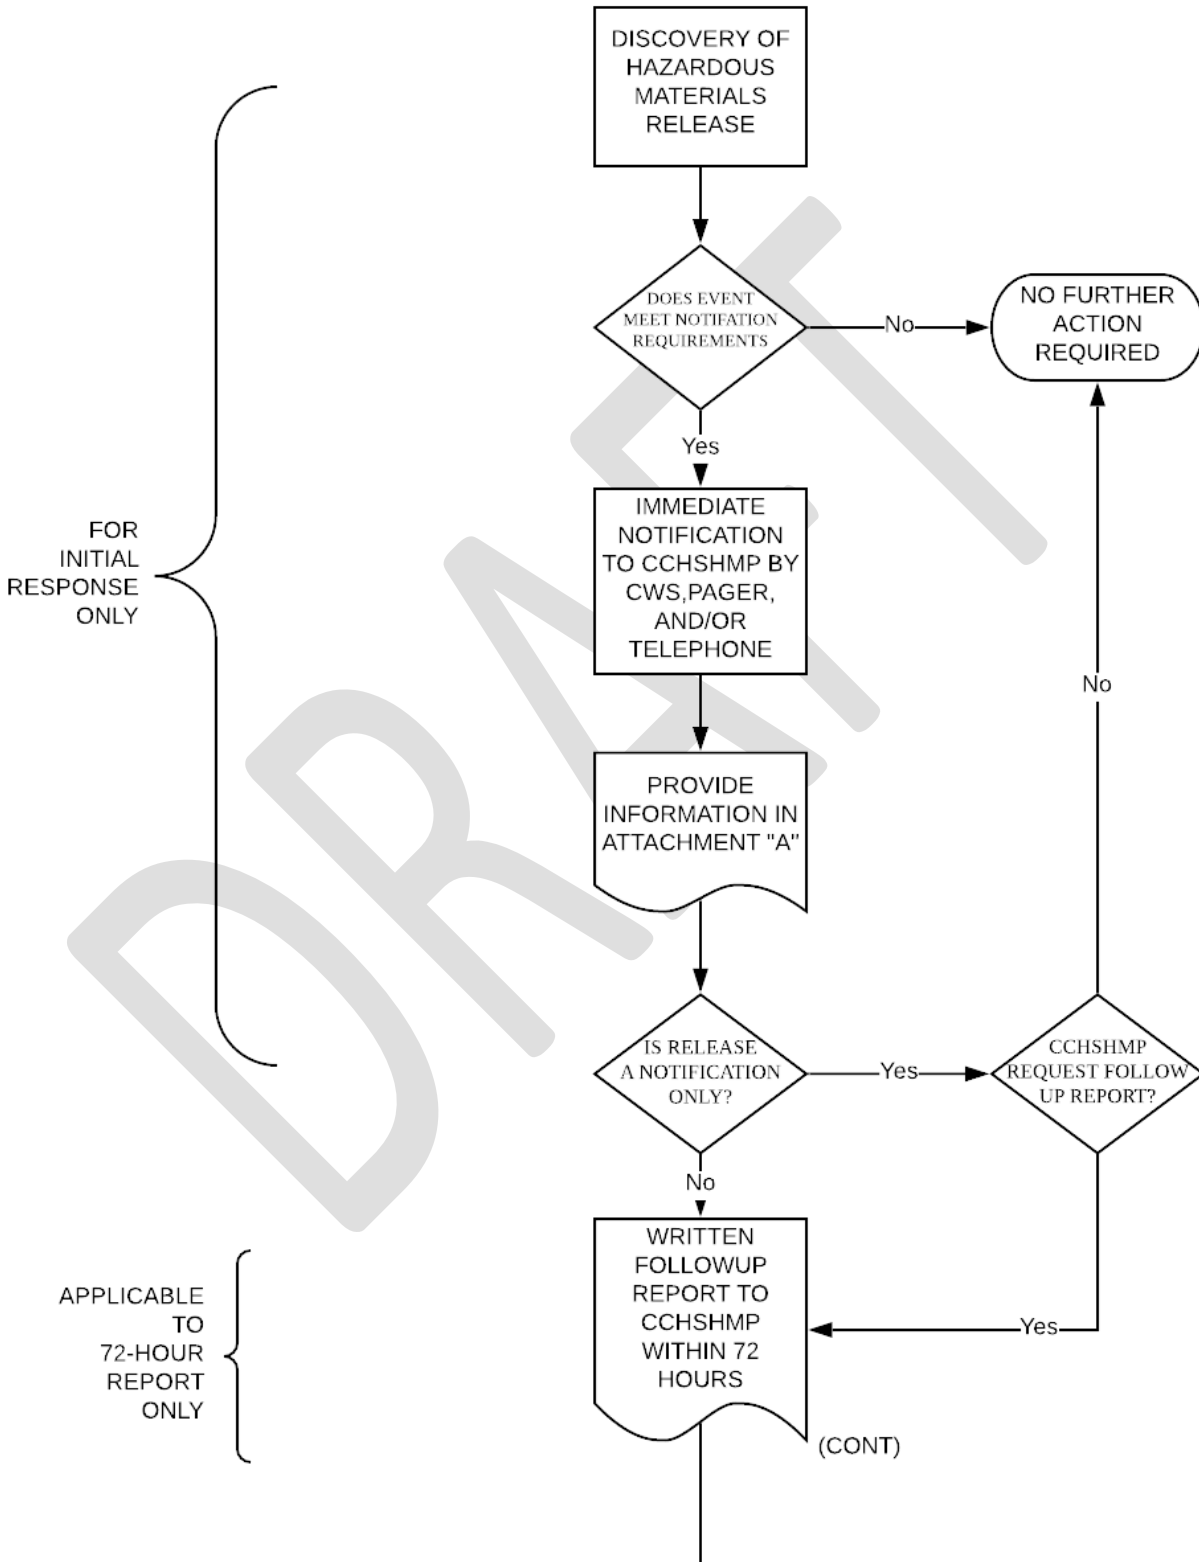 DISCOVERY OF
HAZARDOUS
MATERIALS
RELEASE
DOES EVENT
MEET NOTIFATION
REQUIREMENTS
No
NO FURTHER
ACTION
REQUIRED
Yes
IMMEDIATE
NOTIFICATION
TO CCHSHMP BY
CWS,PAGER,
AND/OR
TELEPHONE
FOR
INITIAL
RESPONSE
ONLY
No
PROVIDE
INFORMATION IN
ATTACHMENT "A"
IS RELEASE
A NOTIFICATION
ONLY?
Yes
CCHSHMP
REQUEST FOLLOW
UP REPORT?
No
WRITTEN
FOLLOWUP
REPORT TO
CCHSHMP
WITHIN 72
HOURS
Yes
APPLICABLE
TO
72-HOUR
REPORT
ONLY
(CONT)
DRAFT